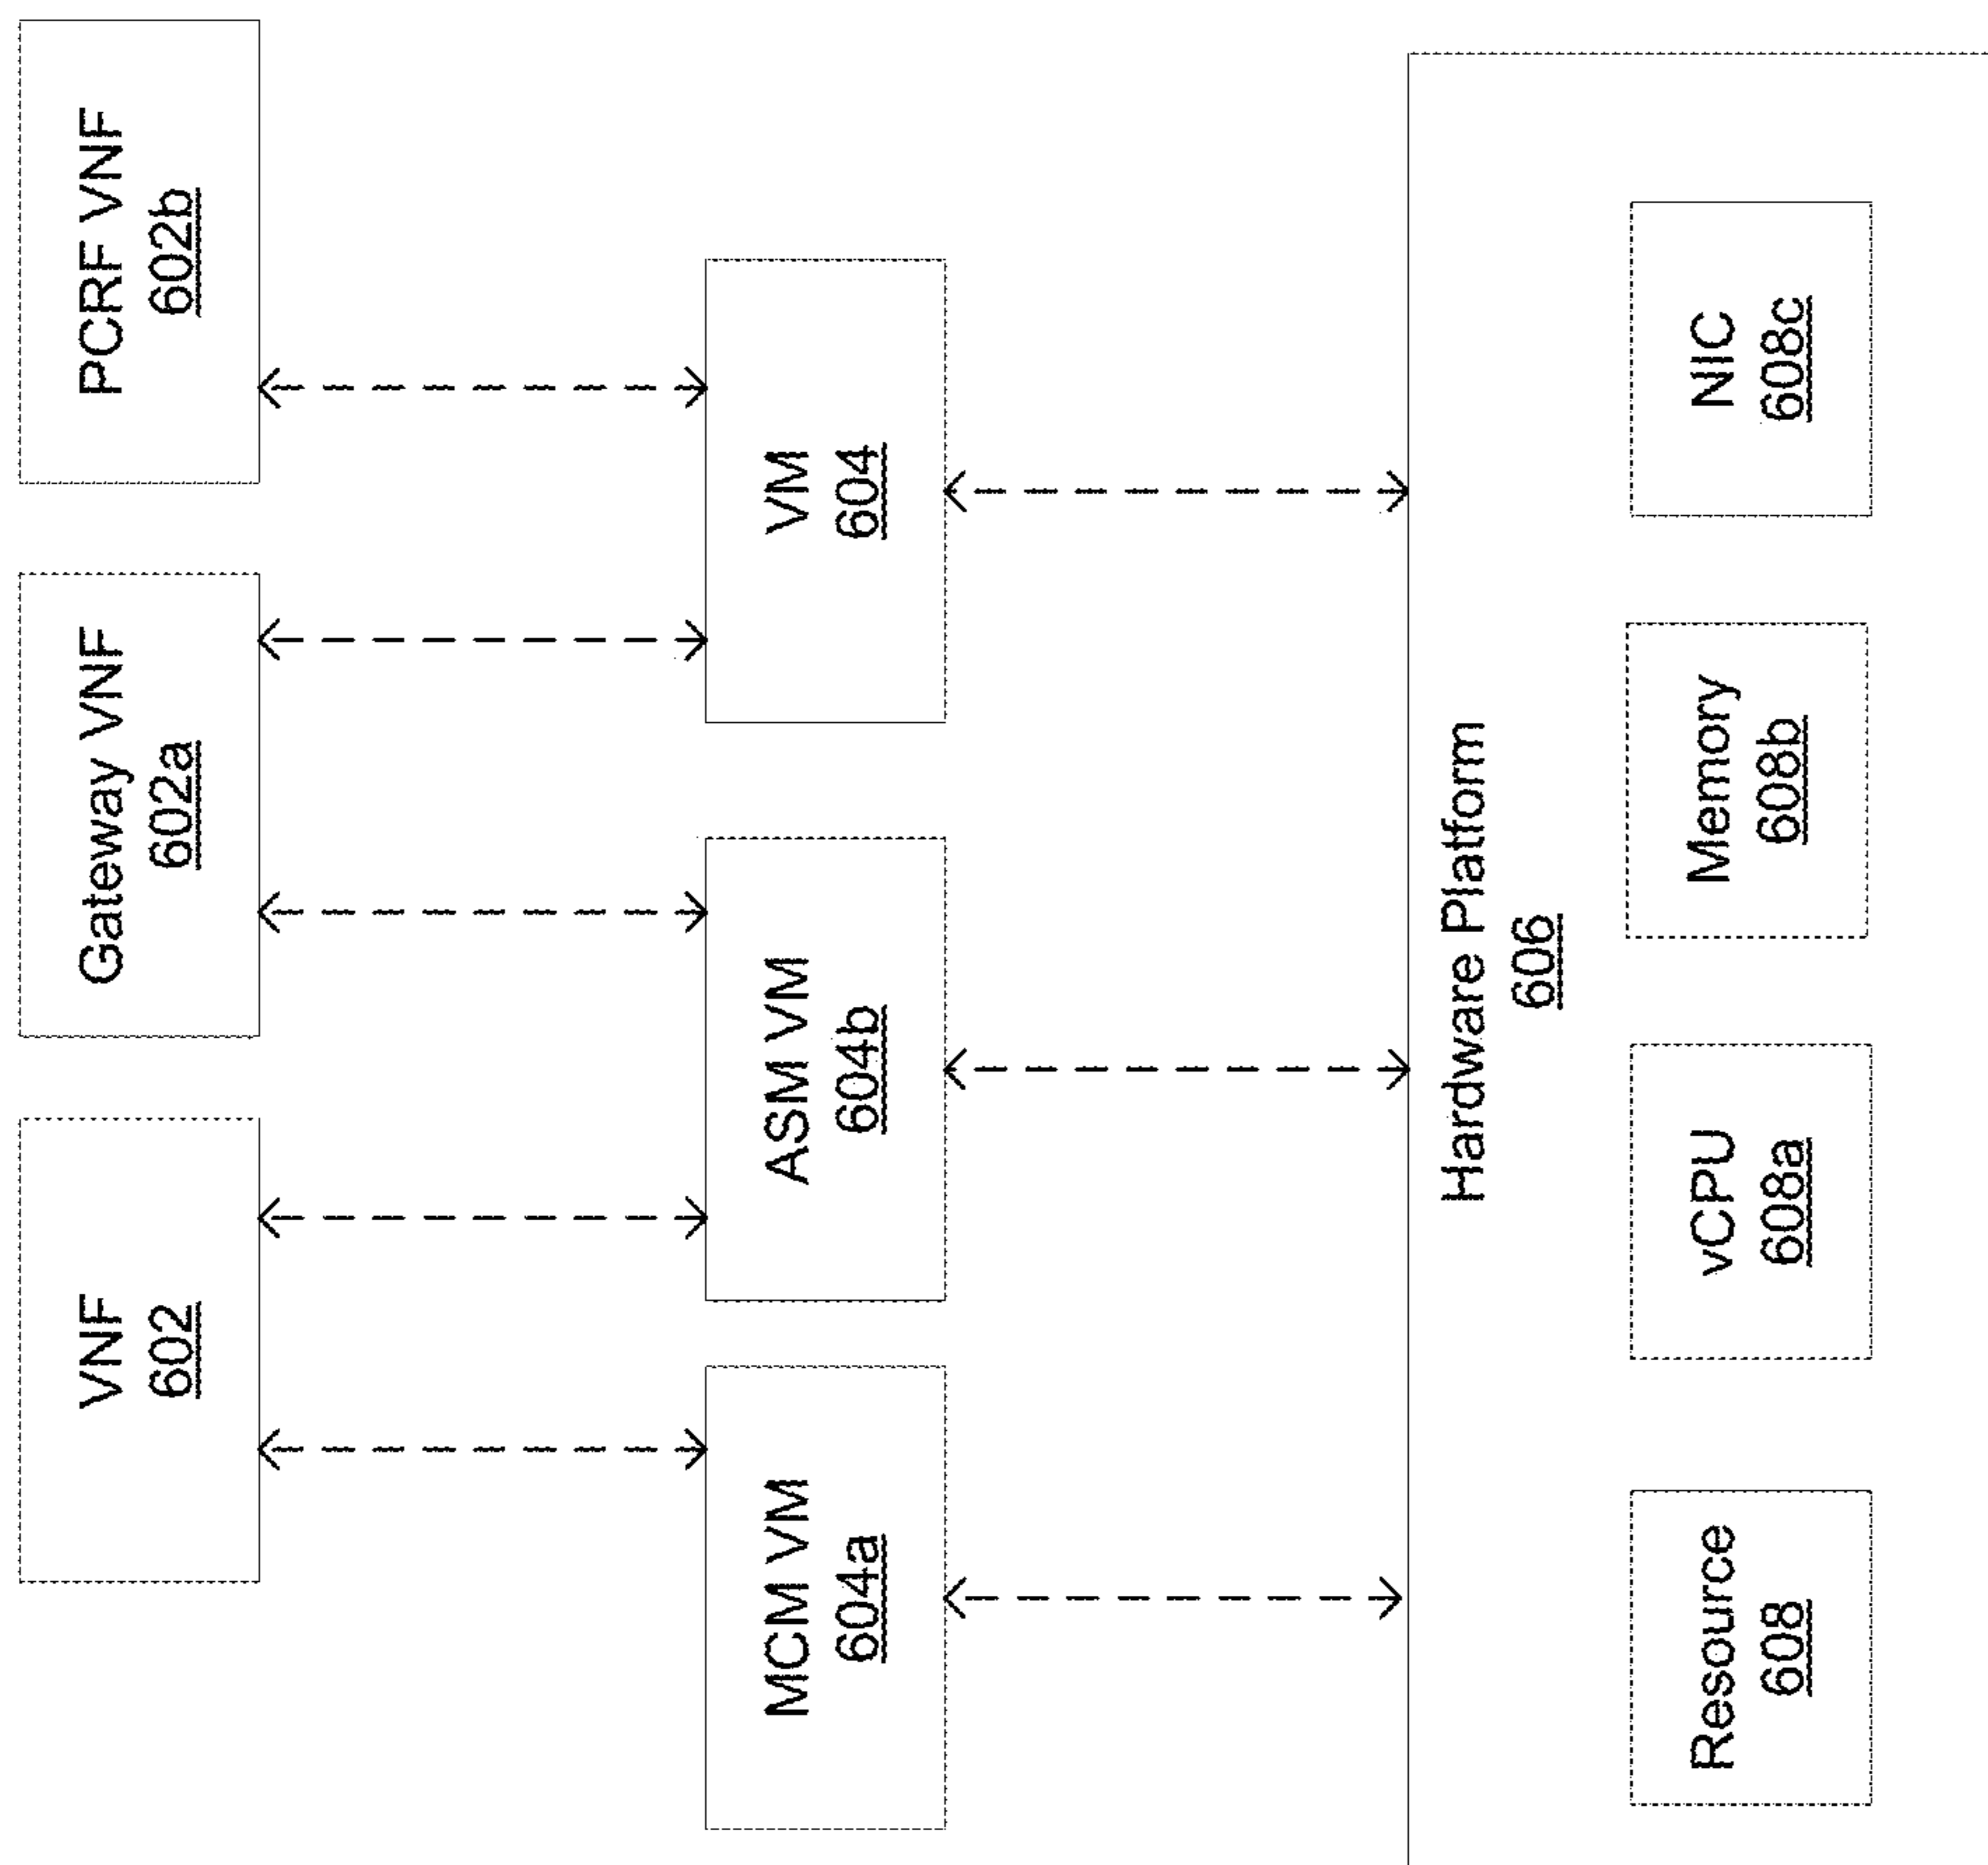 VNF
602
Gateway VNF
602a
PCRF VNF
602b
MCM VM
604a
ASM VM
604b
VM
604
Hardware Platform
606
Resource
608
vCPU
608a
Memory
608b
NIC
608c